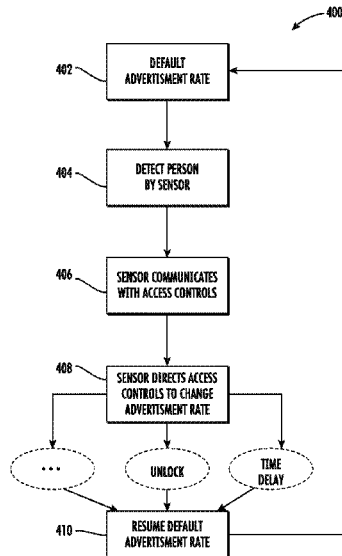 400
402
DEFAULT
ADVERTISMENT RATE
404
DETECT PERSON
BY SENSOR
406
SENSOR COMMUNICATES
WITH ACCESS CONTROLS
408
SENSOR DIRECTS ACCESS
CONTROLS TO CHANGE
ADVERTISMENT RATE
...
UNLOCK
TIME
DELAY
410
RESUME DEFAULT
ADVERTISMENT RATE